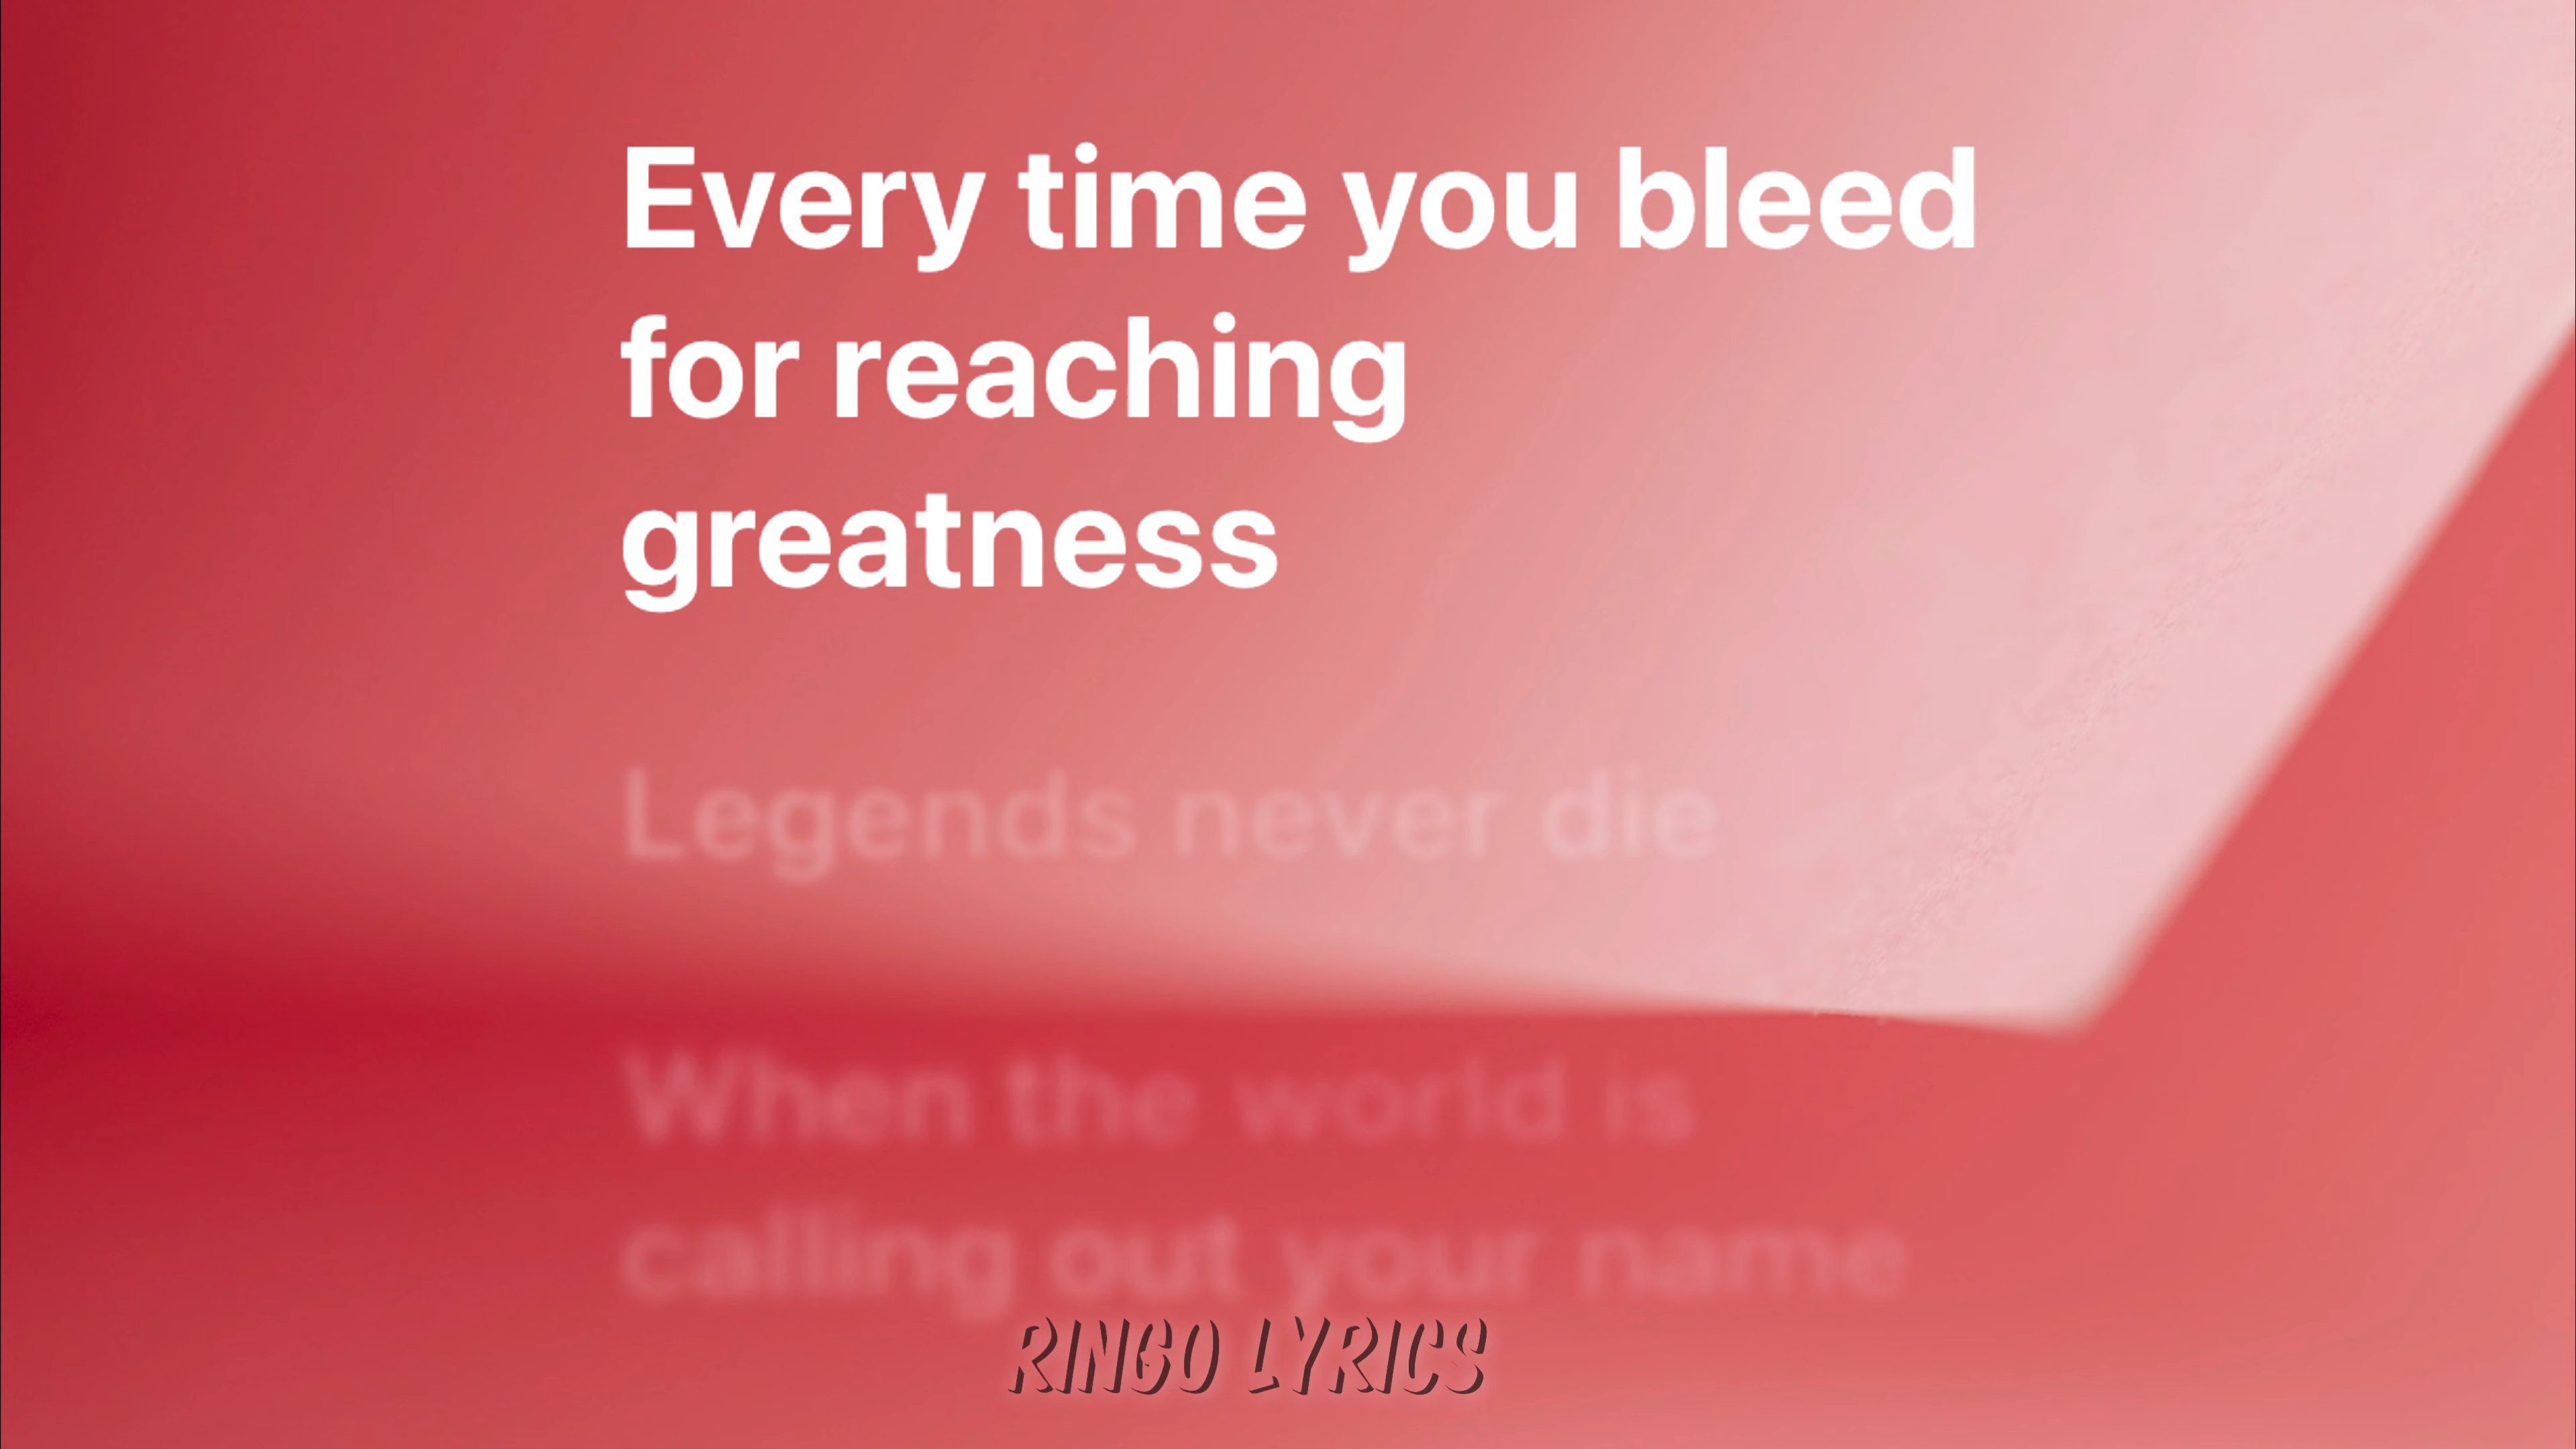 Every time you bleed
for reaching
greatness
Legends never die
When the world is
calling out your name
RINGO LYRICS